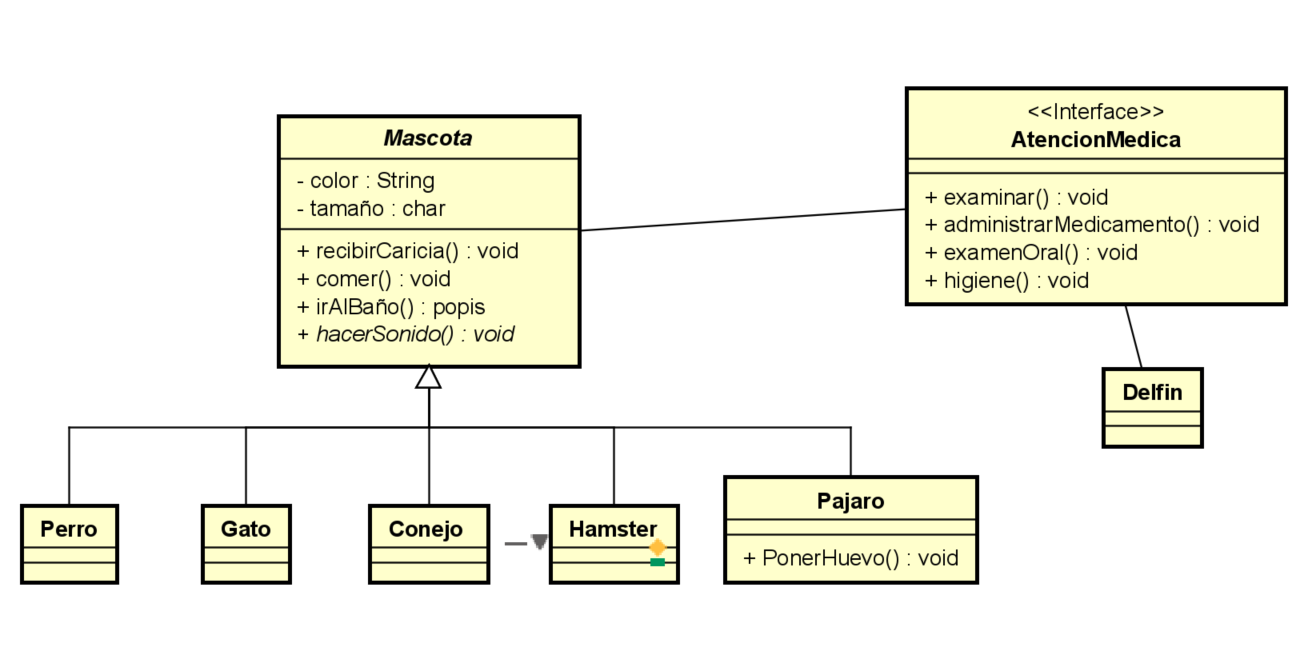 Mascota
- color : String
- tamaño : char
+ recibirCaricia() : void
+ comer() : void
+ irAlBaño() : popis
+ hacerSonido() : void
<<Interface>>
AtencionMedica
+ examinar() : void
+ administrarMedicamento() : void
+ examenOral() : void
+ higiene() : void
Delfin
Perro
Gato
Conejo
Hamster
Pajaro
+ PonerHuevo() : void